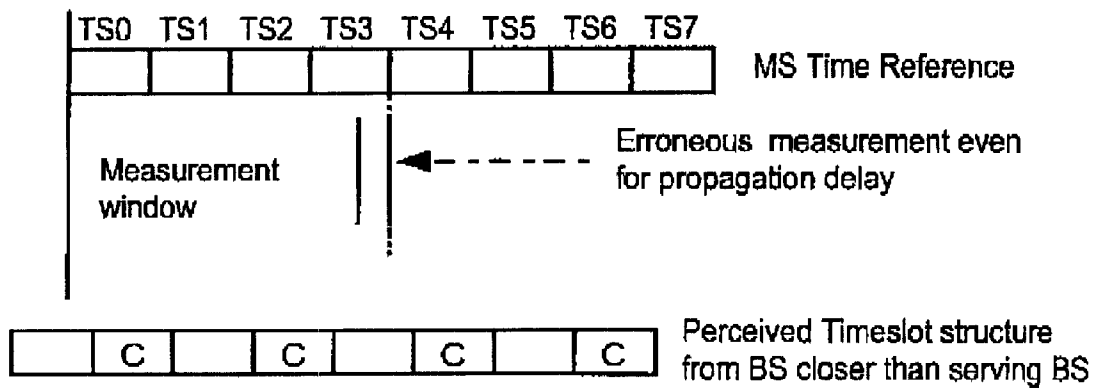 TS0 TS1 TS2 TS3 TS4 TS5 TS6 TS7
MS Time Reference
Measurement
window
Erroneous measurement even
for propagation delay
C C C C
Perceived Timeslot structure
from BS closer than serving BS